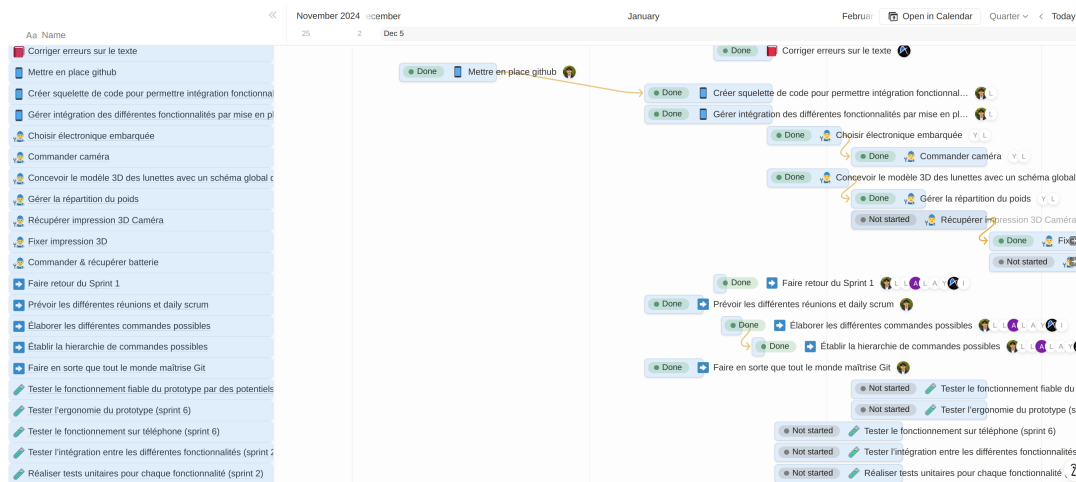 November 2024
ecember
January
Februar
Open in Calendar
Quarter
Today
Aa Name
25
2
Dec 5
Corriger erreurs sur le texte
Done Corriger erreurs sur le texte
Mettre en place github
Done Mettre en place github
Créer squelette de code pour permettre intégration fonctionnal
Done Créer squelette de code pour permettre intégration fonctionnal... L
Gérer intégration des différentes fonctionnalités par mise en pl
Done Gérer intégration des différentes fonctionnalités par mise en pl... L
Choisir électronique embarquée
Done Choisir électronique embarquée Y L
Commander caméra
Done Commander caméra Y L
Concevoir le modèle 3D des lunettes avec un schéma global d
Done Concevoir le modèle 3D des lunettes avec un schéma global
Gérer la répartition du poids
Done Gérer la répartition du poids Y L
Récupérer impression 3D Caméra
Not started Récupérer impression 3D Caméra
Fixer impression 3D
Done Fix
Commander & récupérer batterie
Not started
Faire retour du Sprint 1
Done Faire retour du Sprint 1 L L A L A Y I
Prévoir les différentes réunions et daily scrum
Done Prévoir les différentes réunions et daily scrum
Élaborer les différentes commandes possibles
Done Élaborer les différentes commandes possibles L L A L A Y I
Établir la hierarchie de commandes possibles
Done Établir la hierarchie de commandes possibles L L A L A Y
Faire en sorte que tout le monde maîtrise Git
Done Faire en sorte que tout le monde maîtrise Git
Tester le fonctionnement fiable du prototype par des potentiels
Not started Tester le fonctionnement fiable du
Tester l'ergonomie du prototype (sprint 6)
Not started Tester l'ergonomie du prototype (s
Tester le fonctionnement sur téléphone (sprint 6)
Not started Tester le fonctionnement sur téléphone (sprint 6)
Tester l'intégration entre les différentes fonctionnalités (sprint 2
Not started Tester l'intégration entre les différentes fonctionnalités
Réaliser tests unitaires pour chaque fonctionnalité (sprint 2)
Not started Réaliser tests unitaires pour chaque fonctionnalité